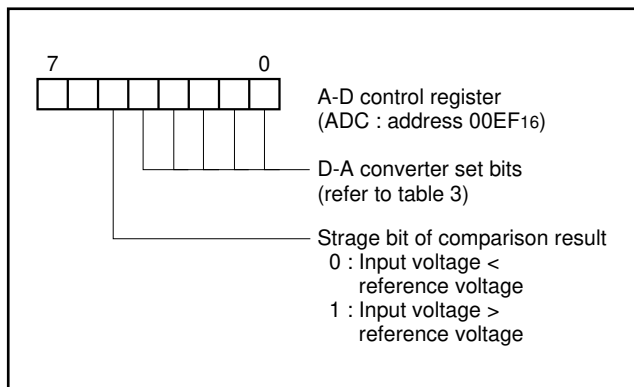 7 0
A-D control register
(ADC : address 00EF16)
D-A converter set bits
(refer to table 3)
Strage bit of comparison result
0 : Input voltage <
reference voltage
1 : Input voltage >
reference voltage